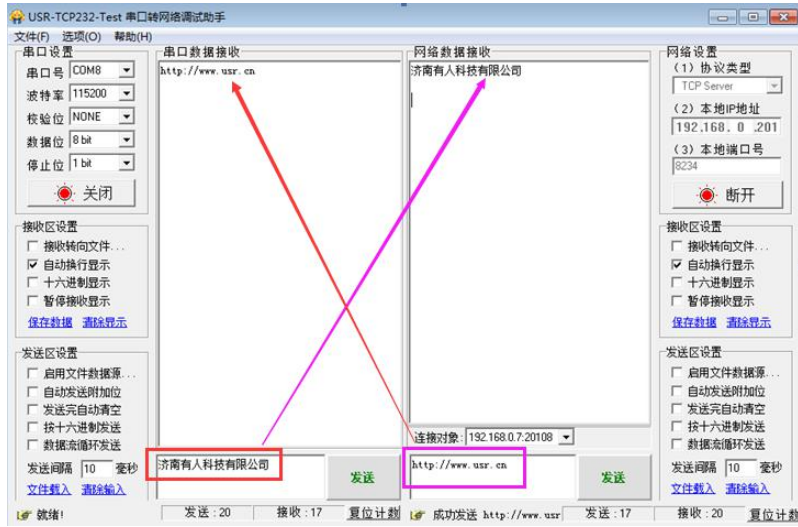 USR-TCP232-Test 串口转网络调试助手
文件(F) 选项(O) 帮助(H)
串口设置
串口号 COM8
波特率 115200
校验位 NONE
数据位 8 bit
停止位 1 bit
关闭
接收区设置
接收转向文件...
自动换行显示
十六进制显示
暂停接收显示
保存数据 清除显示
发送区设置
启用文件数据源...
自动发送附加位
发送完自动清空
按十六进制发送
数据流循环发送
发送间隔 10 毫秒
文件载入 清除输入
串口数据接收
http://www.usr.cn
济南有人科技有限公司
发送
网络数据接收
济南有人科技有限公司
连接对象: 192.168.0.7:20108
http://www.usr.cn
发送
网络设置
(1) 协议类型
TCP Server
(2) 本地IP地址
192.168. 0 .201
(3) 本地端口号
8234
断开
接收区设置
接收转向文件...
自动换行显示
十六进制显示
暂停接收显示
保存数据 清除显示
发送区设置
启用文件数据源...
自动发送附加位
发送完自动清空
按十六进制发送
数据流循环发送
发送间隔 10 毫秒
文件载入 清除输入
就绪! 发送:20 接收:17 复位计数
成功发送 http://www.usr 发送:17 接收:20 复位计数